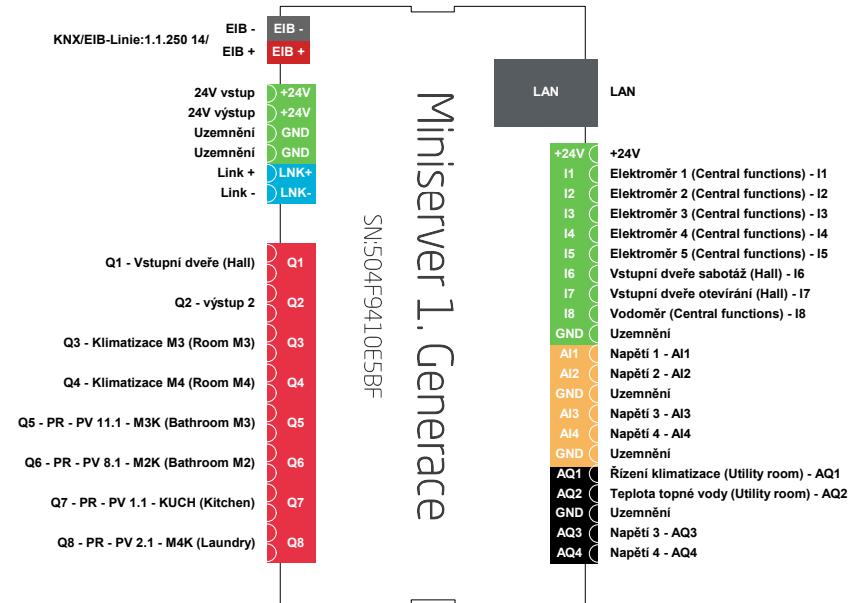 KNX/EIB-Linie:1.1.250 14/
EIB - EIB -
EIB + EIB +
24V vstup +24V
24V výstup +24V
Uzemnění GND
Uzemnění GND
Link + LNK+
Link - LNK-
Q1 - Vstupní dveře (Hall) Q1
Q2 - výstup 2 Q2
Q3 - Klimatizace M3 (Room M3) Q3
Q4 - Klimatizace M4 (Room M4) Q4
Q5 - PR - PV 11.1 - M3K (Bathroom M3) Q5
Q6 - PR - PV 8.1 - M2K (Bathroom M2) Q6
Q7 - PR - PV 1.1 - KUCH (Kitchen) Q7
Q8 - PR - PV 2.1 - M4K (Laundry) Q8
Miniserver 1. Generace
SN:504F9410E5BF
LAN LAN
+24V +24V
I1 Elektroměr 1 (Central functions) - I1
I2 Elektroměr 2 (Central functions) - I2
I3 Elektroměr 3 (Central functions) - I3
I4 Elektroměr 4 (Central functions) - I4
I5 Elektroměr 5 (Central functions) - I5
I6 Vstupní dveře sabotáž (Hall) - I6
I7 Vstupní dveře otevírání (Hall) - I7
I8 Vodoměr (Central functions) - I8
GND Uzemnění
AI1 Napětí 1 - AI1
AI2 Napětí 2 - AI2
GND Uzemnění
AI3 Napětí 3 - AI3
AI4 Napětí 4 - AI4
GND Uzemnění
AQ1 Řízení klimatizace (Utility room) - AQ1
AQ2 Teplota topné vody (Utility room) - AQ2
GND Uzemnění
AQ3 Napětí 3 - AQ3
AQ4 Napětí 4 - AQ4